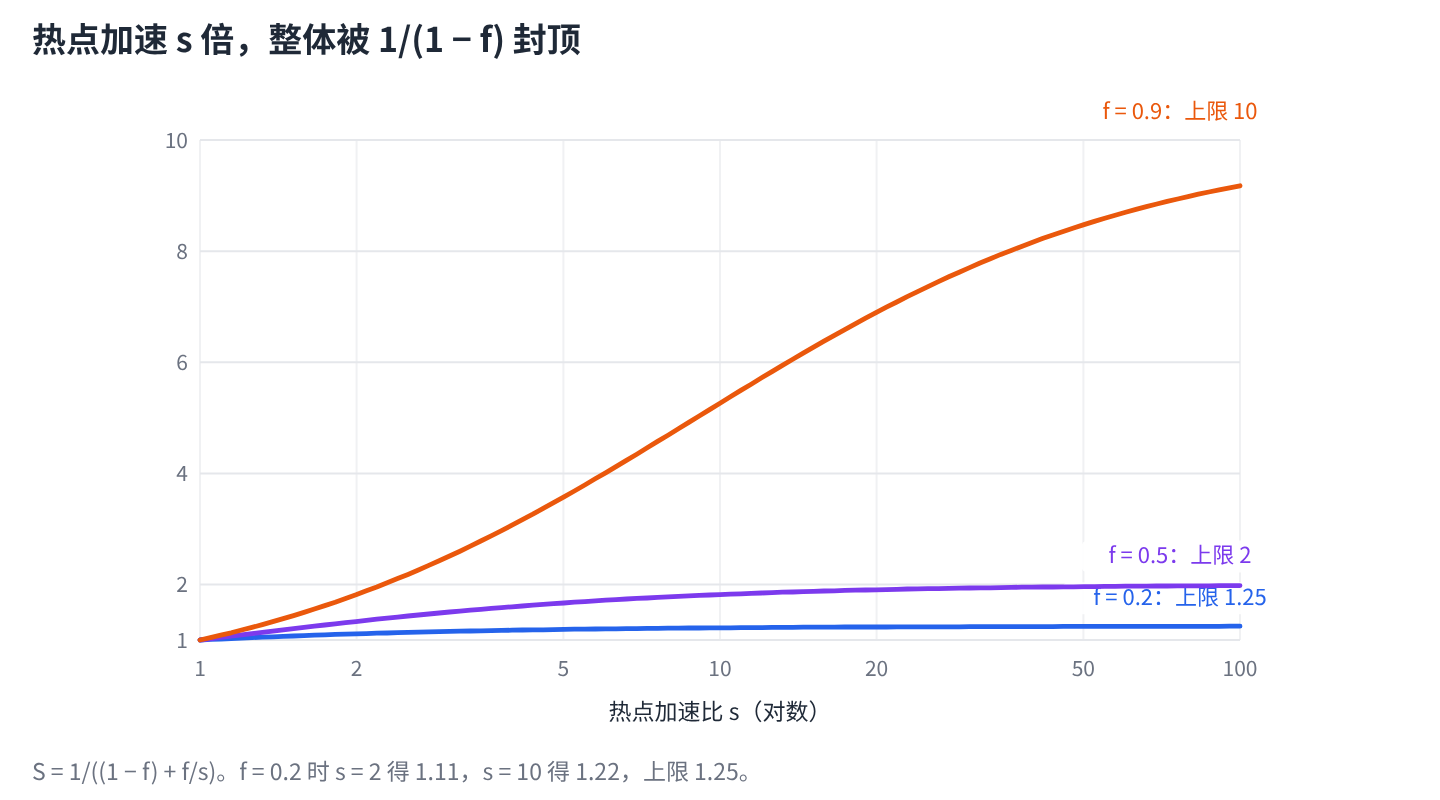 热点加速 s 倍，整体被 1/(1 − f) 封顶
f = 0.9：上限 10
10
8
6
4
f = 0.5：上限 2
2
f = 0.2：上限 1.25
1
1 2 5 10 20 50 100
热点加速比 s（对数）
S = 1/((1 − f) + f/s)。f = 0.2 时 s = 2 得 1.11，s = 10 得 1.22，上限 1.25。